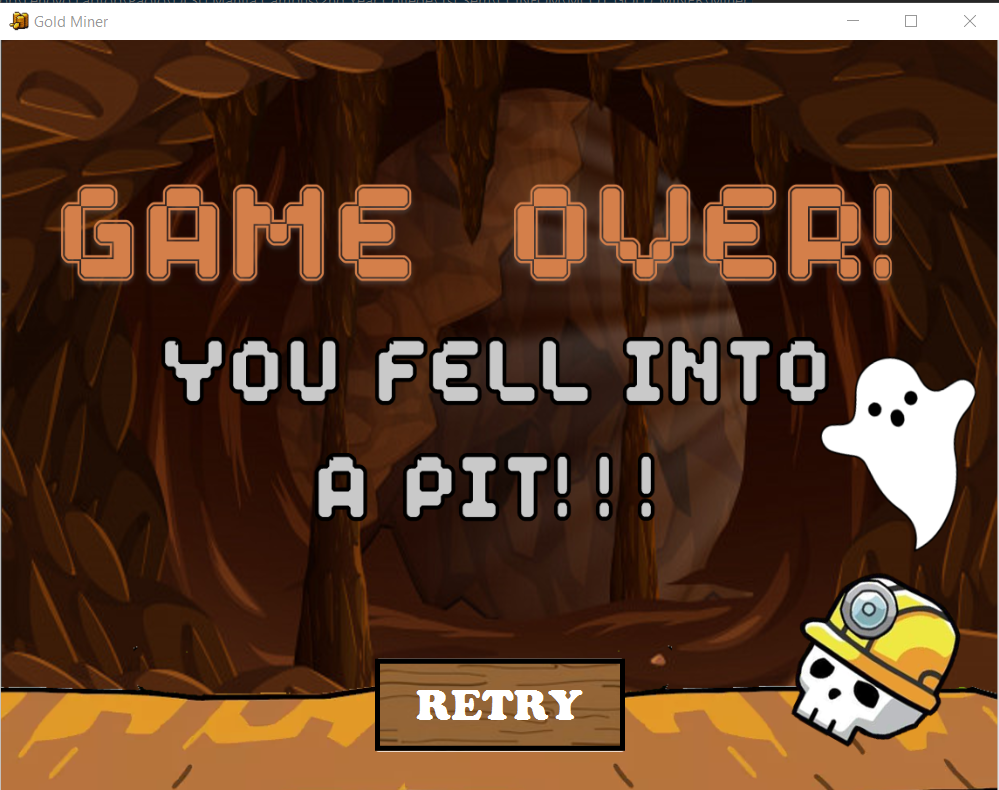 Gold Miner
GAME OVER!
YOU FELL INTO
A PIT!!!
RETRY